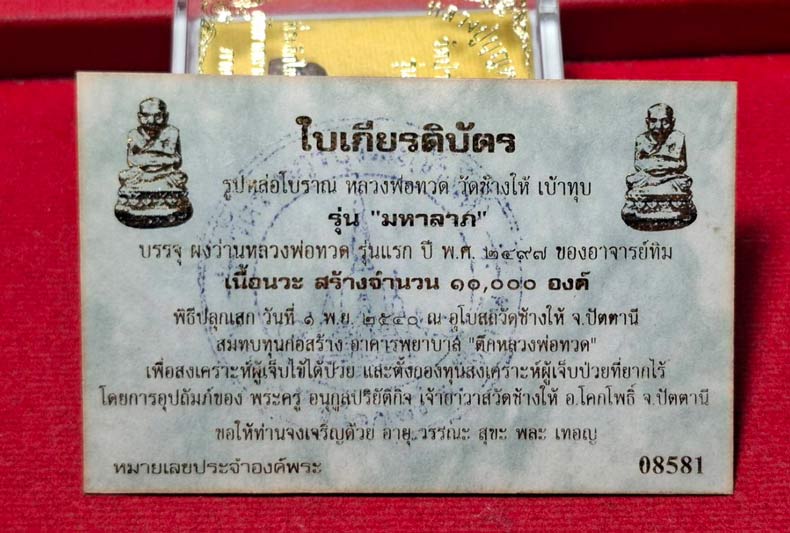 ใบเกียรติบัตร
รูปหล่อโบราณ หลวงพ่อทวด วัดช้างให้ เบ้าทุบ
รุ่น "มหาลาภ"
บรรจุ ผงว่านหลวงพ่อทวด รุ่นแรก ปี พ.ศ. ๒๔๙๗ ของอาจารย์ทิม
เนื้อนวะ สร้างจำนวน ๑๐,๐๐๐ องค์
พิธีปลุกเสก วันที่ ๑ พ.ย. ๒๕๔๐ ณ อุโบสถวัดช้างให้ จ.ปัตตานี
สมทบทุนก่อสร้าง อาคารพยาบาล "ตึกหลวงพ่อทวด"
เพื่อสงเคราะห์ผู้เจ็บไข้ได้ป่วย และตั้งกองทุนสงเคราะห์ผู้เจ็บป่วยที่ยากไร้
โดยการอุปถัมภ์ของ พระครู อนุกูลปริยัติกิจ เจ้าอาวาสวัดช้างให้ อ.โคกโพธิ์ จ.ปัตตานี
ขอให้ท่านจงเจริญด้วย อายุ วรรณะ สุขะ พละ เทอญ
หมายเลขประจำองค์พระ 08581